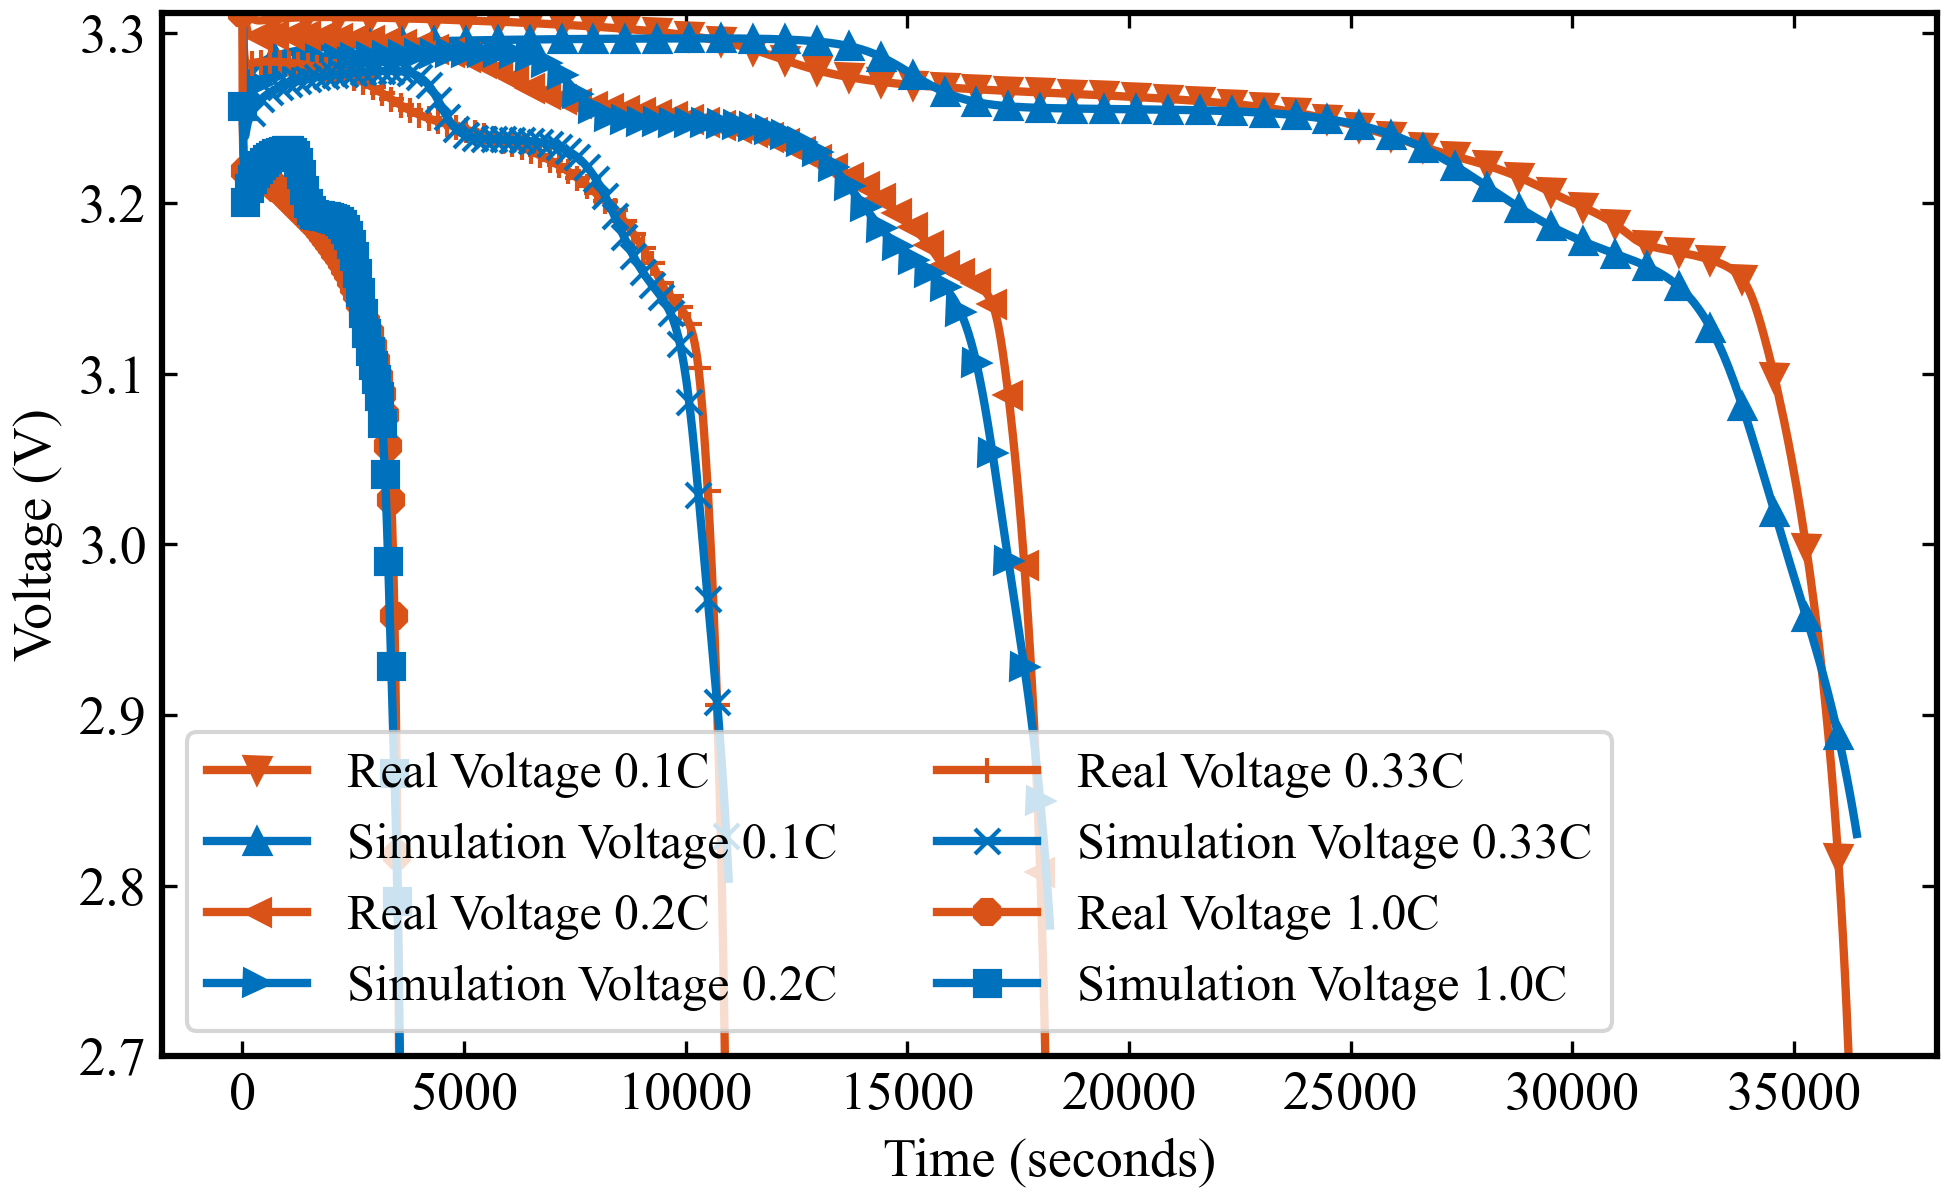 3.3
3.2
3.1
3.0
2.9
2.8
2.7
Voltage (V)
Real Voltage 0.1C
Simulation Voltage 0.1C
Real Voltage 0.2C
Simulation Voltage 0.2C
Real Voltage 0.33C
Simulation Voltage 0.33C
Real Voltage 1.0C
Simulation Voltage 1.0C
0 5000 10000 15000 20000 25000 30000 35000
Time (seconds)